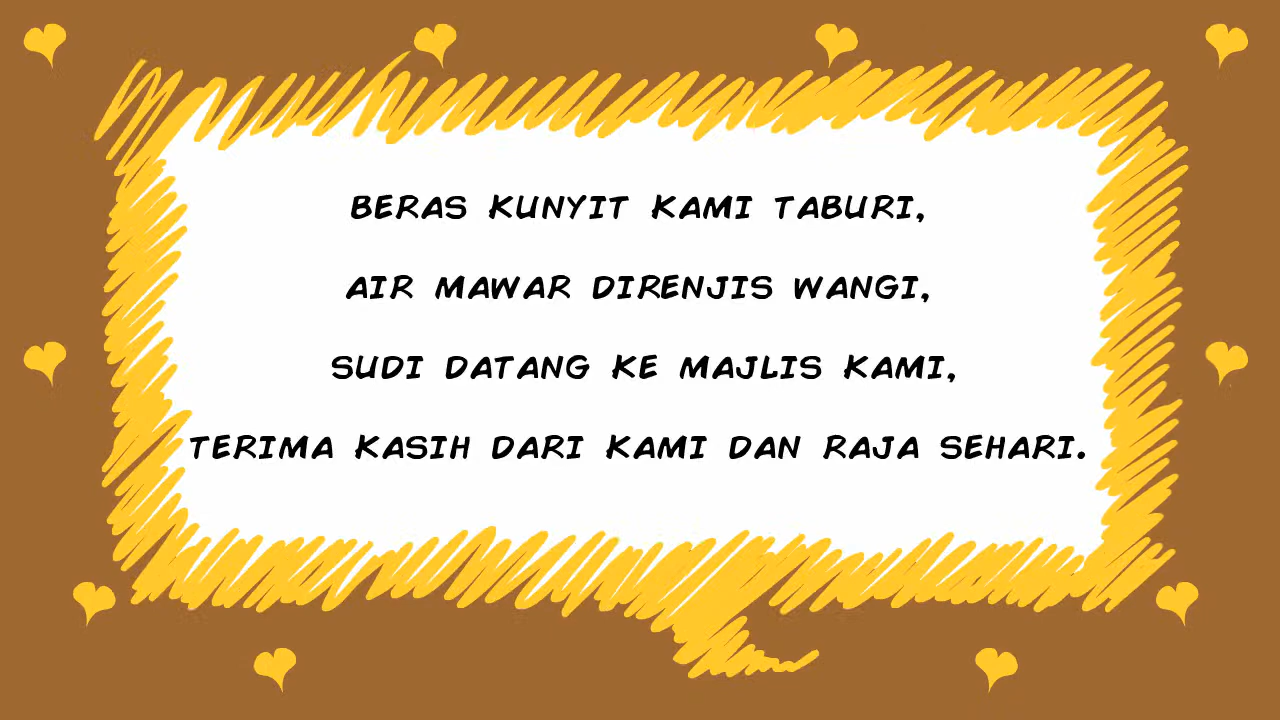 BERAS KUNYIT KAMI TABURI,
AIR MAWAR DIRENJIS WANGI,
SUDI DATANG KE MAJLIS KAMI,
TERIMA KASIH DARI KAMI DAN RAJA SEHARI.